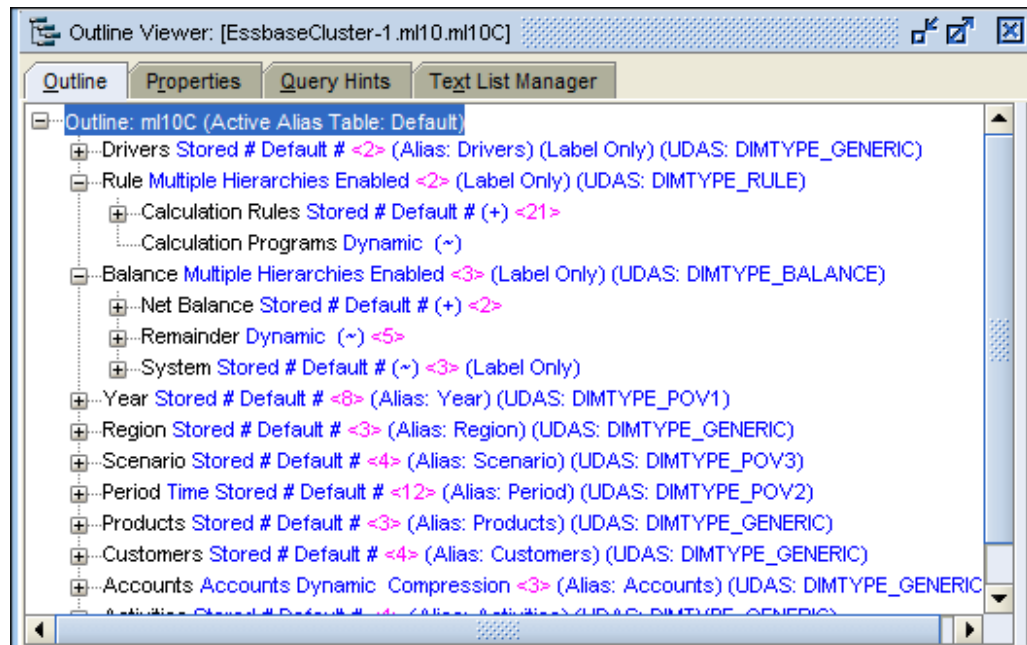 Outline Viewer: [EssbaseCluster-1.ml10.ml10C]
Outline Properties Query Hints Text List Manager
Outline: ml10C (Active Alias Table: Default)
Drivers Stored # Default # <2> (Alias: Drivers) (Label Only) (UDAS: DIMTYPE_GENERIC)
Rule Multiple Hierarchies Enabled <2> (Label Only) (UDAS: DIMTYPE_RULE)
Calculation Rules Stored # Default # (+) <21>
Calculation Programs Dynamic (~)
Balance Multiple Hierarchies Enabled <3> (Label Only) (UDAS: DIMTYPE_BALANCE)
Net Balance Stored # Default # (+) <2>
Remainder Dynamic (~) <5>
System Stored # Default # (~) <3> (Label Only)
Year Stored # Default # <8> (Alias: Year) (UDAS: DIMTYPE_POV1)
Region Stored # Default # <3> (Alias: Region) (UDAS: DIMTYPE_GENERIC)
Scenario Stored # Default # <4> (Alias: Scenario) (UDAS: DIMTYPE_POV3)
Period Time Stored # Default # <12> (Alias: Period) (UDAS: DIMTYPE_POV2)
Products Stored # Default # <3> (Alias: Products) (UDAS: DIMTYPE_GENERIC)
Customers Stored # Default # <4> (Alias: Customers) (UDAS: DIMTYPE_GENERIC)
Accounts Accounts Dynamic Compression <3> (Alias: Accounts) (UDAS: DIMTYPE_GENERIC